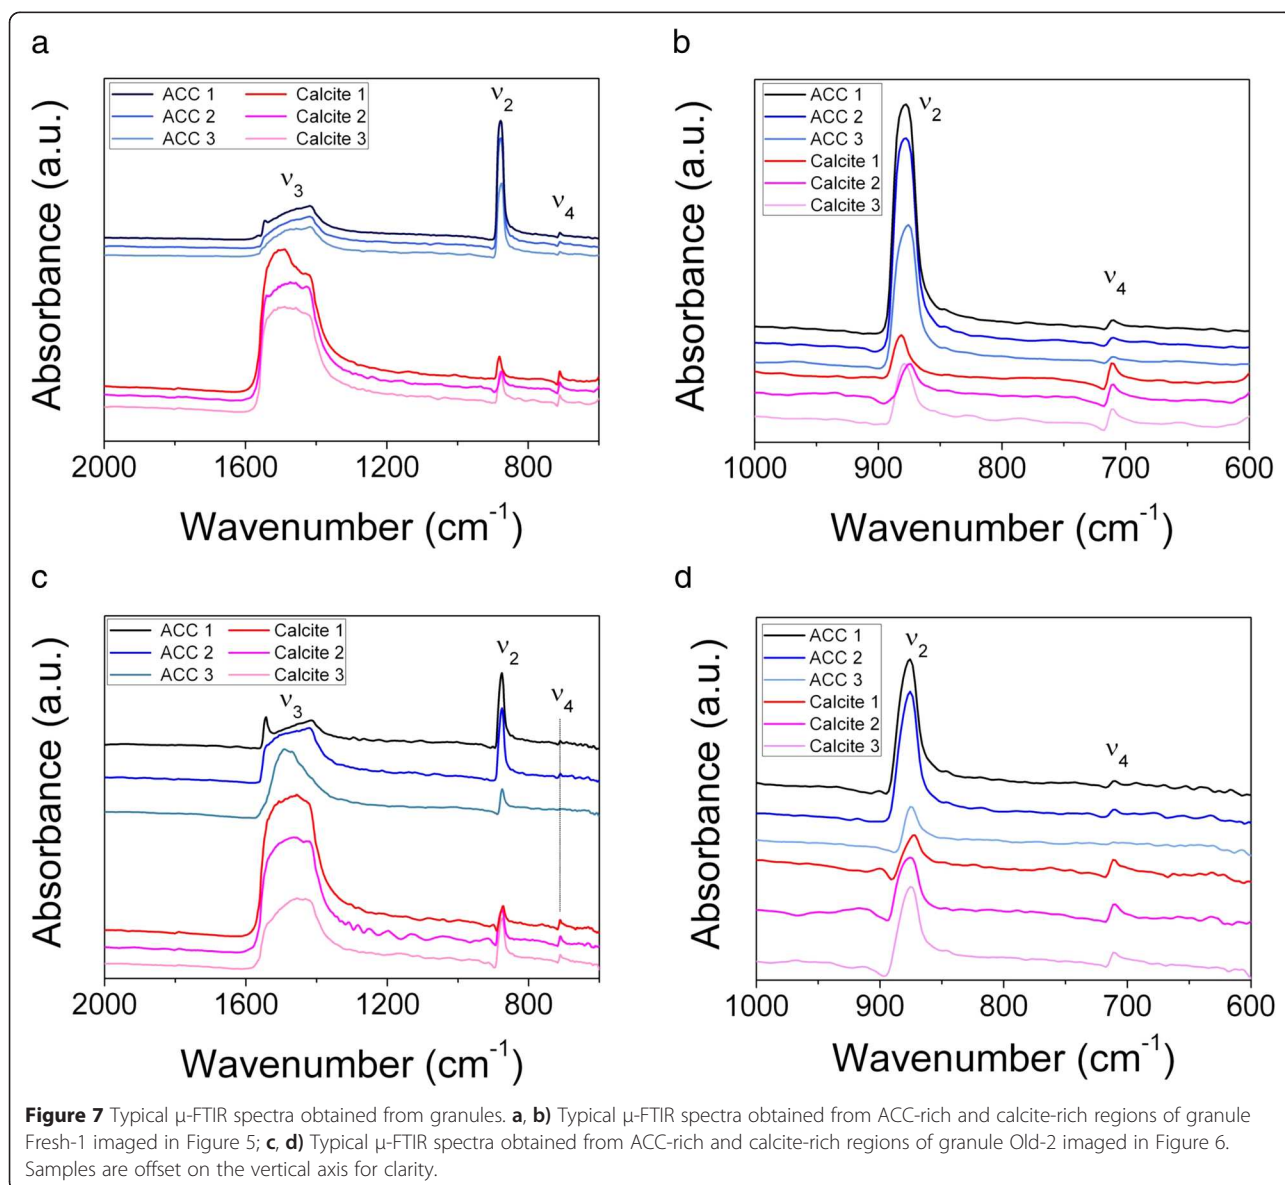 a
ACC 1 Calcite 1
ACC 2 Calcite 2
ACC 3 Calcite 3
ν3
ν2
ν4
Absorbance (a.u.)
2000 1600 1200 800
Wavenumber (cm-1)
b
ACC 1
ACC 2
ACC 3
Calcite 1
Calcite 2
Calcite 3
ν2
ν4
Absorbance (a.u.)
1000 900 800 700 600
Wavenumber (cm-1)
c
ACC 1 Calcite 1
ACC 2 Calcite 2
ACC 3 Calcite 3
ν3
ν2
ν4
Absorbance (a.u.)
2000 1600 1200 800
Wavenumber (cm-1)
d
ACC 1
ACC 2
ACC 3
Calcite 1
Calcite 2
Calcite 3
ν2
ν4
Absorbance (a.u.)
1000 900 800 700 600
Wavenumber (cm-1)
Figure 7 Typical μ-FTIR spectra obtained from granules. a, b) Typical μ-FTIR spectra obtained from ACC-rich and calcite-rich regions of granule
Fresh-1 imaged in Figure 5; c, d) Typical μ-FTIR spectra obtained from ACC-rich and calcite-rich regions of granule Old-2 imaged in Figure 6.
Samples are offset on the vertical axis for clarity.